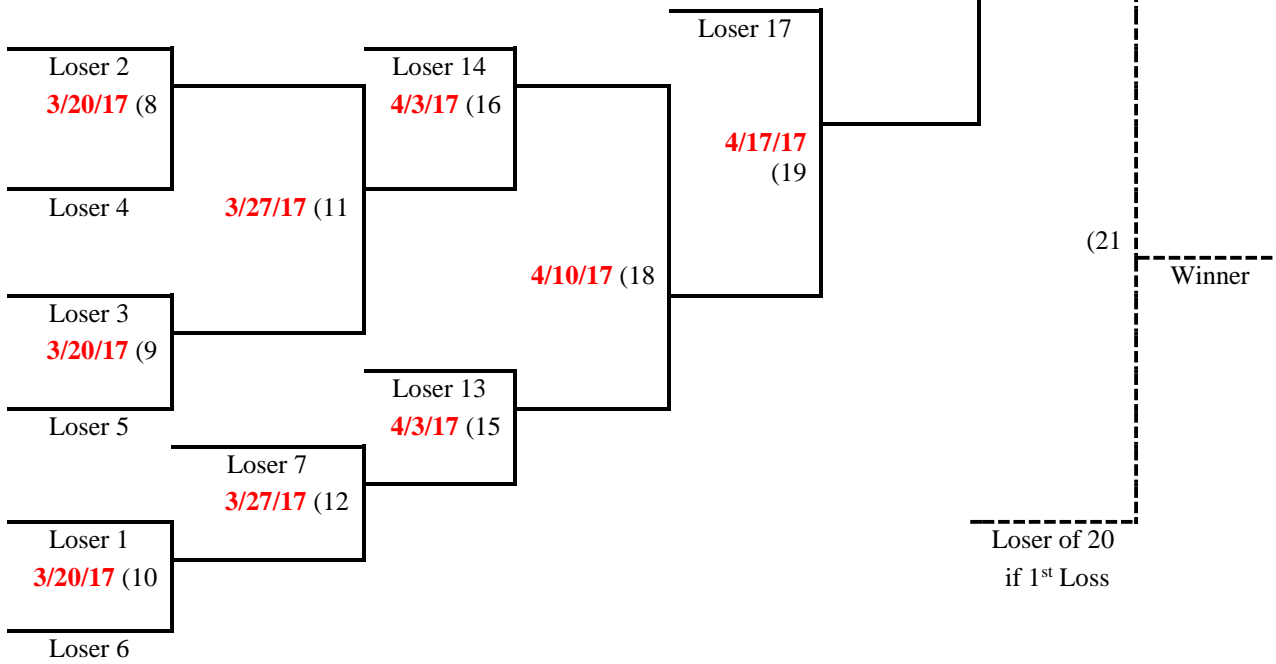 Loser 17
Loser 2
3/20/17 (8
Loser 4
Loser 14
4/3/17 (16
4/17/17
(19
3/27/17 (11
(21
Winner
4/10/17 (18
Loser 3
3/20/17 (9
Loser 5
Loser 13
4/3/17 (15
Loser 7
3/27/17 (12
Loser 1
3/20/17 (10
Loser 6
Loser of 20
if 1st Loss